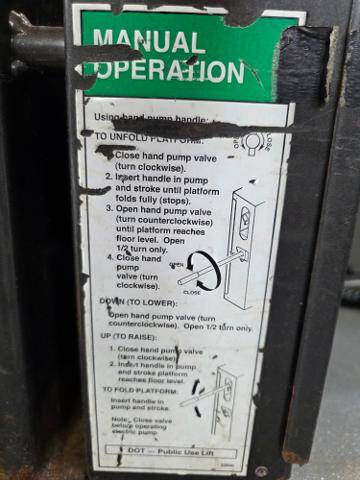 MANUAL
OPERATION
Using hand pump handle:
TO UNFOLD PLATFORM:
OPEN
CLOSE
1. Close hand pump valve
(turn clockwise).
2. Insert handle in pump
and stroke until platform
folds fully (stops).
3. Open hand pump valve
(turn counterclockwise)
until platform reaches
floor level. Open
1/2 turn only.
4. Close hand
pump
valve (turn
clockwise).
OPEN
CLOSE
DOWN (TO LOWER):
Open hand pump valve (turn
counterclockwise). Open 1/2 turn only.
UP (TO RAISE):
1. Close hand pump valve
(turn clockwise).
2. Insert handle in pump
and stroke platform
reaches floor level.
TO FOLD PLATFORM:
Insert handle in
pump and stroke.
Note: Close valve
before operating
electric pump.
DOT — Public Use Lift